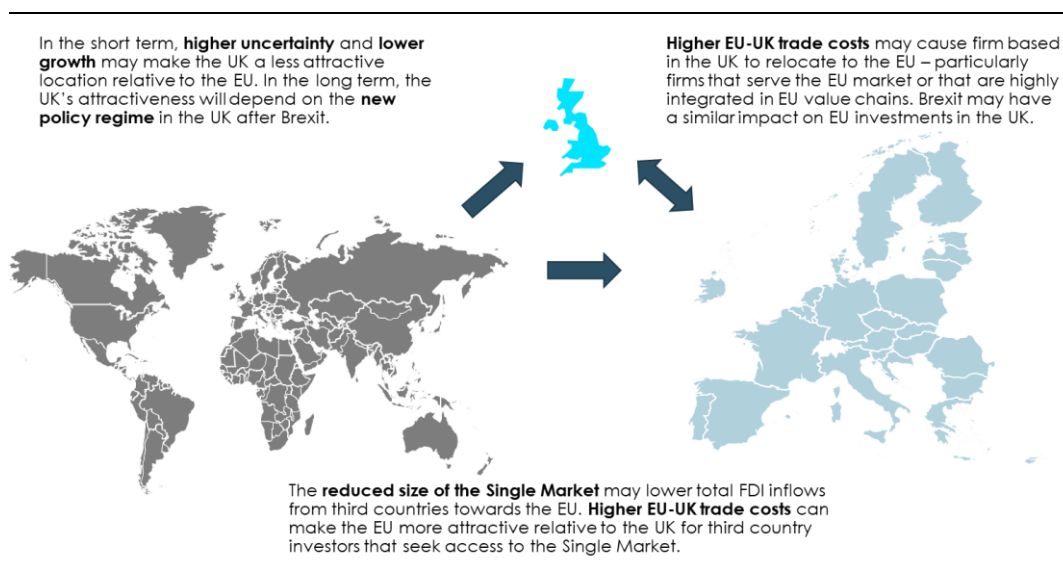 In the short term, higher uncertainty and lower
growth may make the UK a less attractive
location relative to the EU. In the long term, the
UK's attractiveness will depend on the new
policy regime in the UK after Brexit.
Higher EU-UK trade costs may cause firm based
in the UK to relocate to the EU – particularly
firms that serve the EU market or that are highly
integrated in EU value chains. Brexit may have
a similar impact on EU investments in the UK.
The reduced size of the Single Market may lower total FDI inflows
from third countries towards the EU. Higher EU-UK trade costs can
make the EU more attractive relative to the UK for third country
investors that seek access to the Single Market.